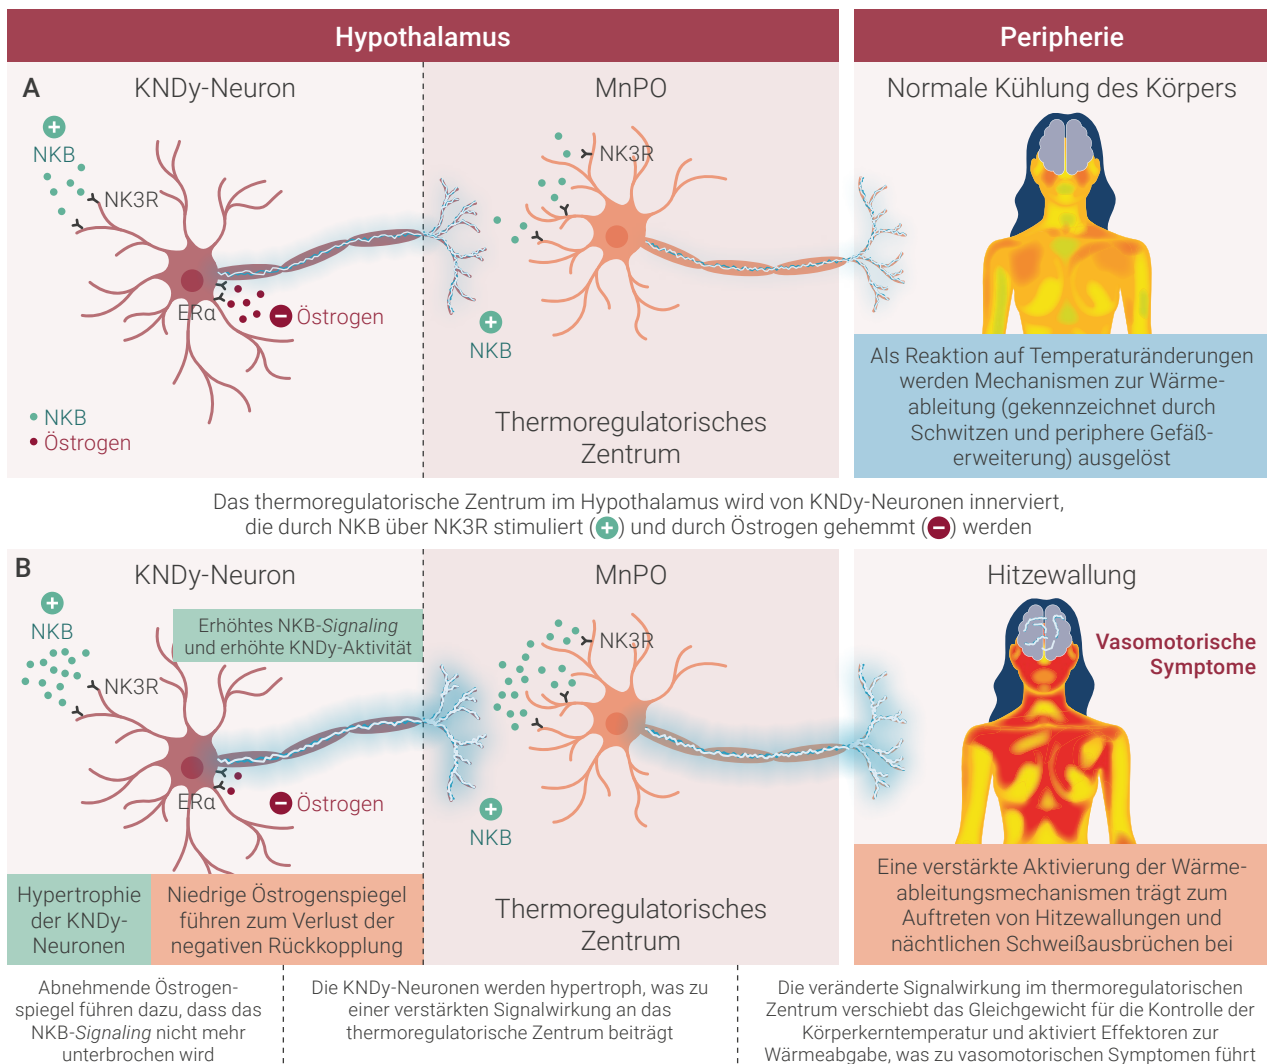 Hypothalamus
Peripherie
A
KNDy-Neuron
MnPO
Normale Kühlung des Körpers
+
NKB
NK3R
ERα
− Östrogen
NK3R
+
NKB
• NKB
• Östrogen
Thermoregulatorisches
Zentrum
Als Reaktion auf Temperaturänderungen
werden Mechanismen zur Wärme-
ableitung (gekennzeichnet durch
Schwitzen und periphere Gefäß-
erweiterung) ausgelöst
Das thermoregulatorische Zentrum im Hypothalamus wird von KNDy-Neuronen innerviert,
die durch NKB über NK3R stimuliert (+) und durch Östrogen gehemmt (−) werden
B
KNDy-Neuron
MnPO
Hitzewallung
+
NKB
Erhöhtes NKB-Signaling
und erhöhte KNDy-Aktivität
NK3R
ERα
− Östrogen
NK3R
+
NKB
Vasomotorische
Symptome
Hypertrophie
der KNDy-
Neuronen
Niedrige Östrogenspiegel
führen zum Verlust der
negativen Rückkopplung
Thermoregulatorisches
Zentrum
Eine verstärkte Aktivierung der Wärme-
ableitungsmechanismen trägt zum
Auftreten von Hitzewallungen und
nächtlichen Schweißausbrüchen bei
Abnehmende Östrogen-
spiegel führen dazu, dass das
NKB-Signaling nicht mehr
unterbrochen wird
Die KNDy-Neuronen werden hypertroph, was zu
einer verstärkten Signalwirkung an das
thermoregulatorische Zentrum beiträgt
Die veränderte Signalwirkung im thermoregulatorischen
Zentrum verschiebt das Gleichgewicht für die Kontrolle der
Körperkerntemperatur und aktiviert Effektoren zur
Wärmeabgabe, was zu vasomotorischen Symptomen führt